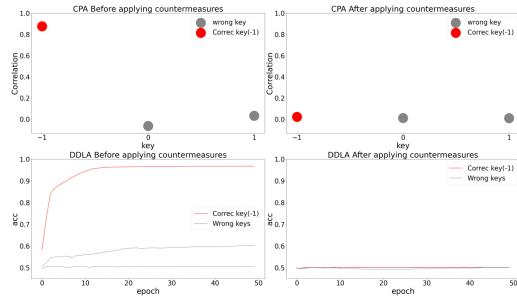 CPA Before applying countermeasures
1.0
0.8
0.6
0.4
0.2
0.0
Correlation
wrong key
Correc key(-1)
−1
0
1
key
CPA After applying countermeasures
1.0
0.8
0.6
0.4
0.2
0.0
Correlation
wrong key
Correc key(-1)
−1
0
1
key
DDLA Before applying countermeasures
1.0
0.9
0.8
0.7
0.6
0.5
acc
Correc key(-1)
Wrong keys
0
10
20
30
40
50
epoch
DDLA After applying countermeasures
1.0
0.9
0.8
0.7
0.6
0.5
acc
Correc key(-1)
Wrong keys
0
10
20
30
40
50
epoch